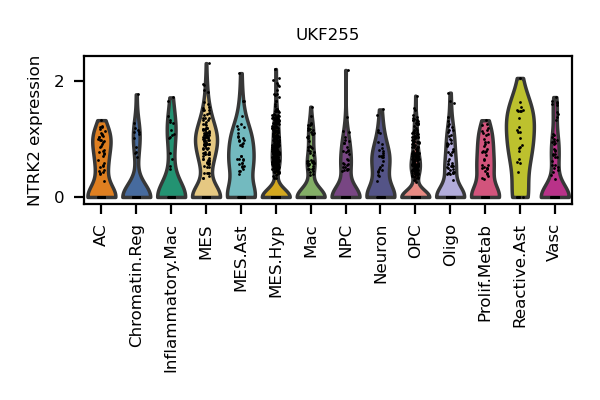 UKF255
NTRK2 expression
2
0
AC
Chromatin.Reg
Inflammatory.Mac
MES
MES.Ast
MES.Hyp
Mac
NPC
Neuron
OPC
Oligo
Prolif.Metab
Reactive.Ast
Vasc